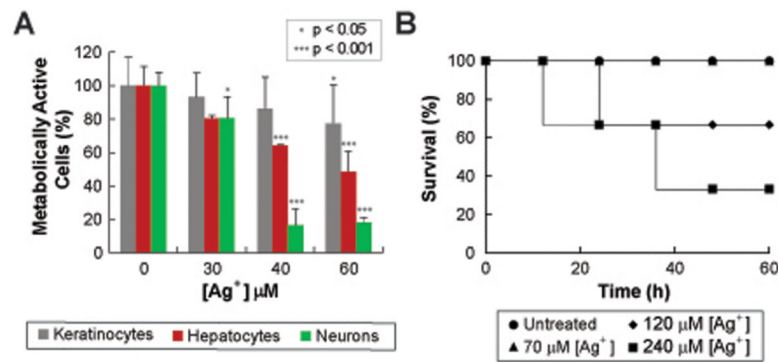 A
* p < 0.05
*** p < 0.001
Metabolically Active
Cells (%)
120
100
80
60
40
20
0
*
***
***
*
***
***
0 30 40 60
[Ag⁺] μM
Keratinocytes Hepatocytes Neurons
B
Survival (%)
100
80
60
40
20
0
0 20 40 60
Time (h)
Untreated 120 μM [Ag⁺]
70 μM [Ag⁺] 240 μM [Ag⁺]